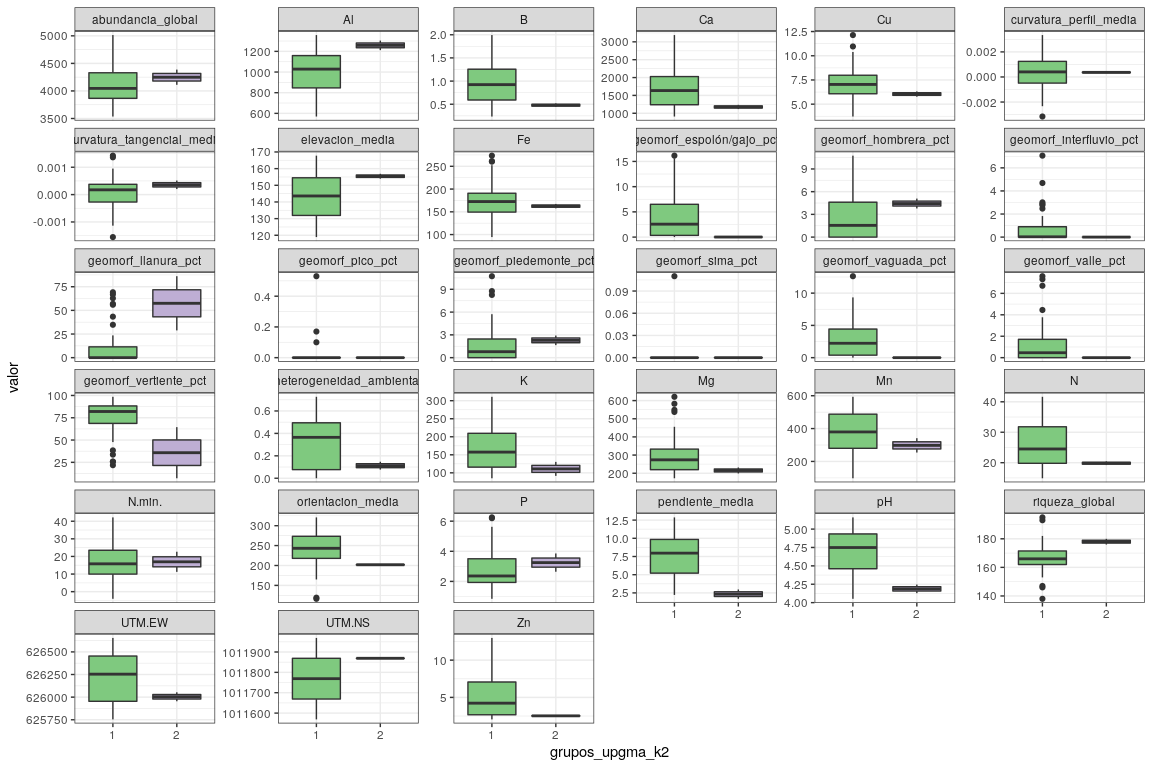 abundancia_global Al B Ca Cu curvatura_perfil_media
5000 4500 4000 3500
1200 1000 800 600
2.0 1.5 1.0 0.5
3000 2500 2000 1500 1000
12.5 10.0 7.5 5.0
0.002 0.000 -0.002
urvatura_tangencial_medi elevacion_media Fe geomorf_espolón/gajo_pc geomorf_hombrera_pct geomorf_interfluvio_pct
0.001 0.000 -0.001
170 160 150 140 130 120
250 200 150 100
15 10 5 0
9 6 3 0
6 4 2 0
geomorf_llanura_pct geomorf_pico_pct geomorf_piedemonte_pct geomorf_sima_pct geomorf_vaguada_pct geomorf_valle_pct
75 50 25 0
0.4 0.2 0.0
9 6 3 0
0.09 0.06 0.03 0.00
10 5 0
6 4 2 0
geomorf_vertiente_pct heterogeneidad_ambienta K Mg Mn N
100 75 50 25
0.6 0.4 0.2 0.0
300 250 200 150 100
600 500 400 300 200
600 400 200
40 30 20
N.min. orientacion_media P pendiente_media pH riqueza_global
40 30 20 10 0
300 250 200 150
6 4 2
12.5 10.0 7.5 5.0 2.5
5.00 4.75 4.50 4.25 4.00
180 160 140
1 2 1 2 1 2
UTM.EW UTM.NS Zn
626500 626250 626000 625750
1011900 1011800 1011700 1011600
10 5
1 2 1 2 1 2
valor
grupos_upgma_k2